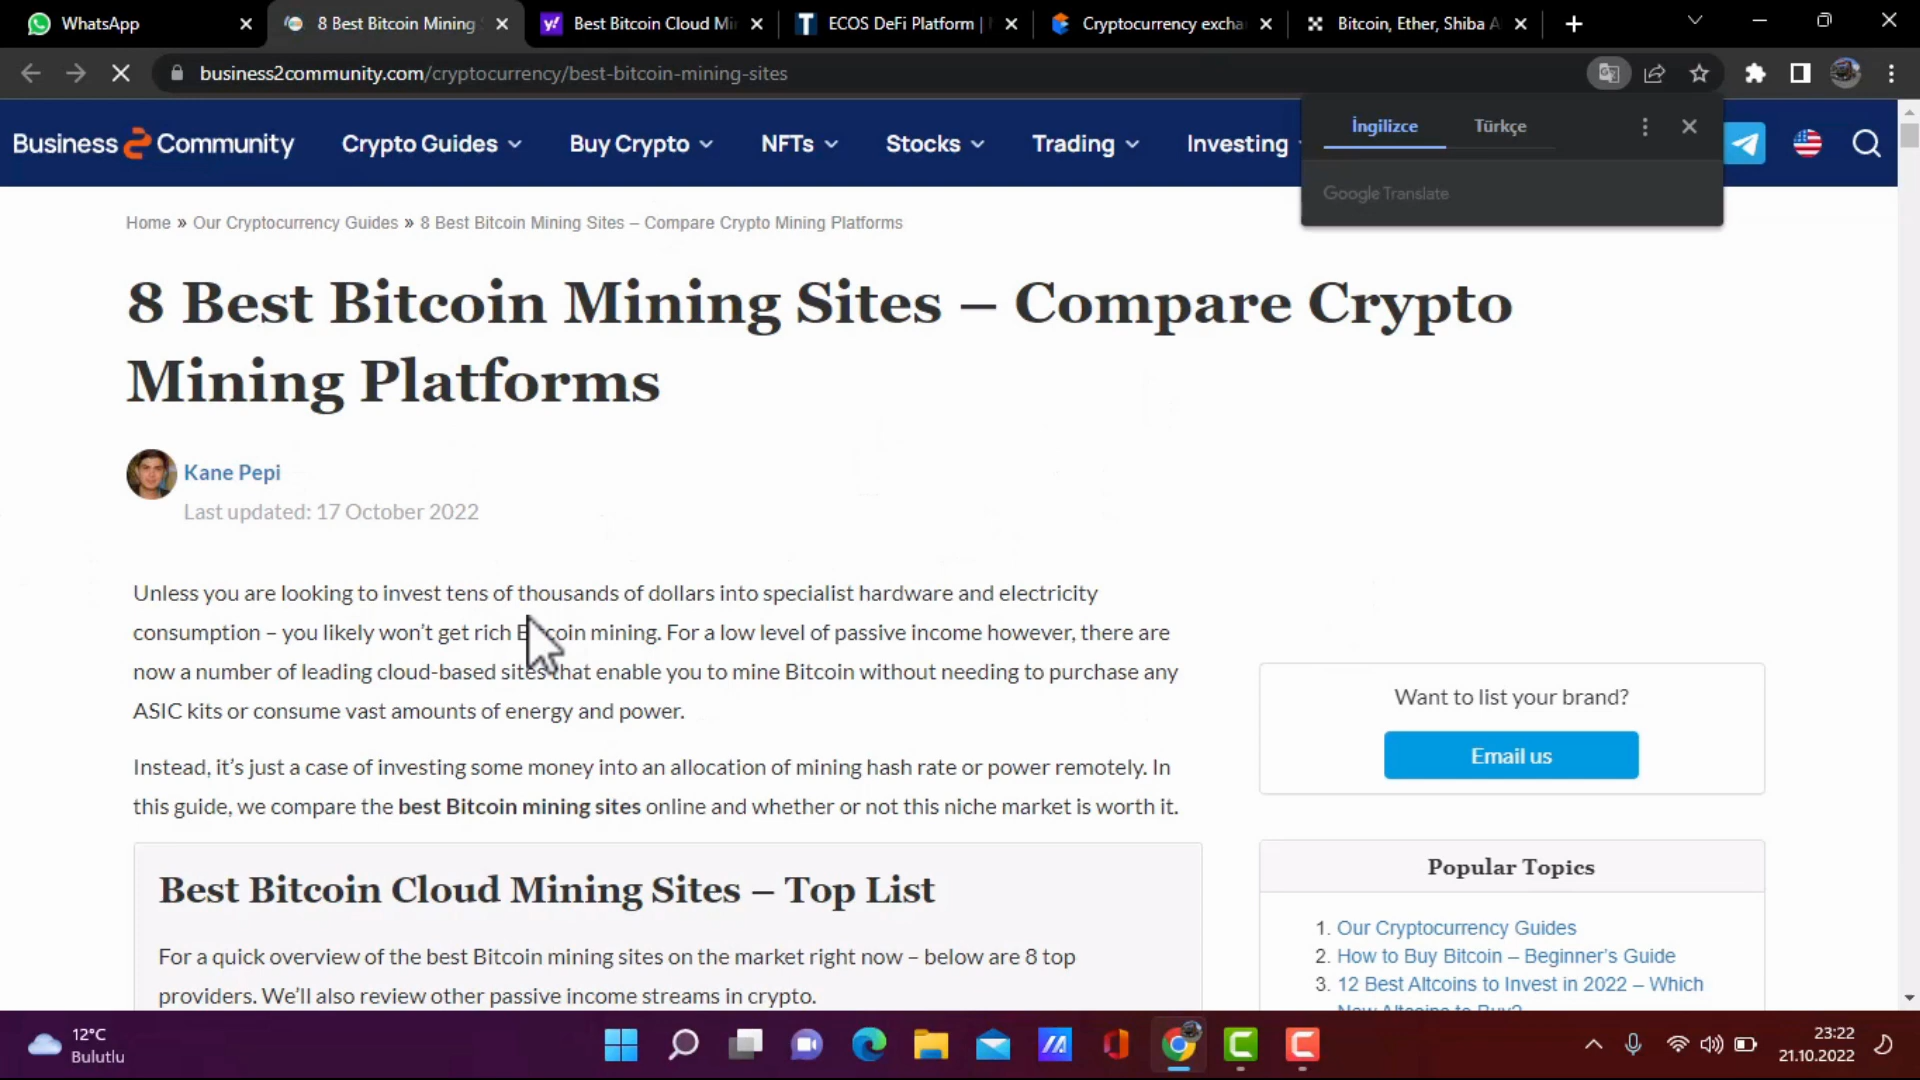 WhatsApp
8 Best Bitcoin Mining
Best Bitcoin Cloud Mi
ECOS DeFi Platform |
Cryptocurrency excha
Bitcoin, Ether, Shiba A
business2community.com/cryptocurrency/best-bitcoin-mining-sites
Business 2 Community
Crypto Guides
Buy Crypto
NFTs
Stocks
Trading
Investing
İngilizce
Türkçe
Google Translate
Home » Our Cryptocurrency Guides » 8 Best Bitcoin Mining Sites – Compare Crypto Mining Platforms
8 Best Bitcoin Mining Sites – Compare Crypto
Mining Platforms
Kane Pepi
Last updated: 17 October 2022
Unless you are looking to invest tens of thousands of dollars into specialist hardware and electricity
consumption – you likely won't get rich Bitcoin mining. For a low level of passive income however, there are
now a number of leading cloud-based sites that enable you to mine Bitcoin without needing to purchase any
ASIC kits or consume vast amounts of energy and power.
Instead, it's just a case of investing some money into an allocation of mining hash rate or power remotely. In
this guide, we compare the best Bitcoin mining sites online and whether or not this niche market is worth it.
Best Bitcoin Cloud Mining Sites – Top List
For a quick overview of the best Bitcoin mining sites on the market right now – below are 8 top
providers. We'll also review other passive income streams in crypto.
Want to list your brand?
Email us
Popular Topics
1. Our Cryptocurrency Guides
2. How to Buy Bitcoin – Beginner's Guide
3. 12 Best Altcoins to Invest in 2022 – Which
New Altcoins to Buy?
12°C
Bulutlu
23:22
21.10.2022